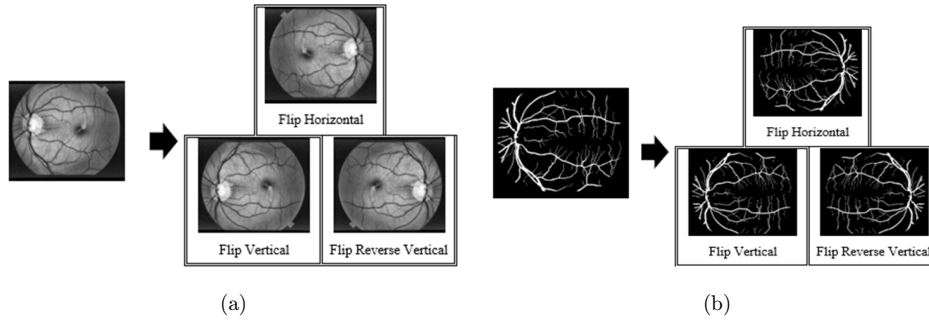 Flip Horizontal
Flip Vertical
Flip Reverse Vertical
(a)
Flip Horizontal
Flip Vertical
Flip Reverse Vertical
(b)